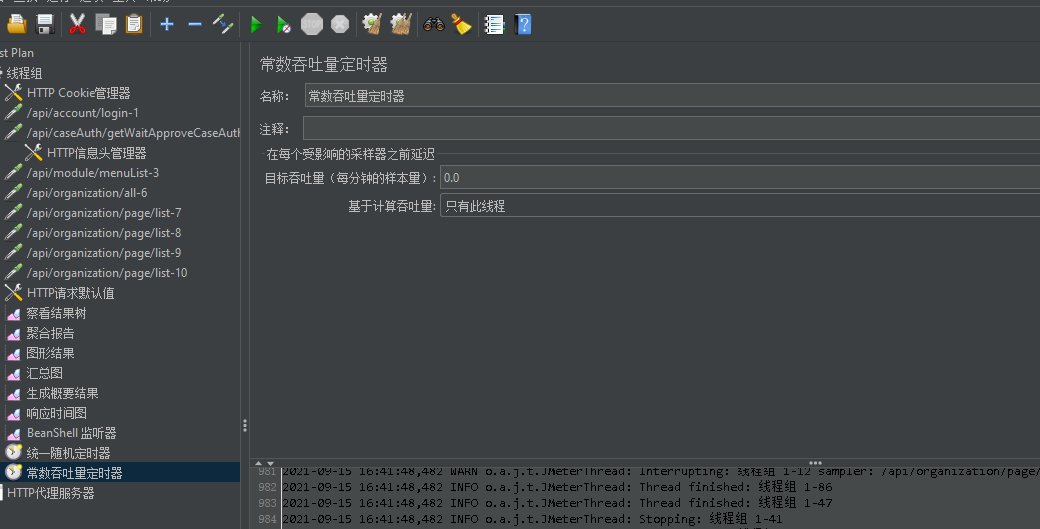 st Plan
线程组
HTTP Cookie管理器
/api/account/login-1
/api/caseAuth/getWaitApproveCaseAuth
HTTP信息头管理器
/api/module/menuList-3
/api/organization/all-6
/api/organization/page/list-7
/api/organization/page/list-8
/api/organization/page/list-9
/api/organization/page/list-10
HTTP请求默认值
察看结果树
聚合报告
图形结果
汇总图
生成概要结果
响应时间图
BeanShell 监听器
统一随机定时器
常数吞吐量定时器
HTTP代理服务器
常数吞吐量定时器
名称: 常数吞吐量定时器
注释:
在每个受影响的采样器之前延迟
目标吞吐量（每分钟的样本量）: 0.0
基于计算吞吐量: 只有此线程
981 2021-09-15 16:41:48,482 WARN o.a.j.t.JMeterThread: Interrupting: 线程组 1-12 sampler: /api/organization/page/
982 2021-09-15 16:41:48,482 INFO o.a.j.t.JMeterThread: Thread finished: 线程组 1-86
983 2021-09-15 16:41:48,482 INFO o.a.j.t.JMeterThread: Thread finished: 线程组 1-47
984 2021-09-15 16:41:48,482 INFO o.a.j.t.JMeterThread: Stopping: 线程组 1-41